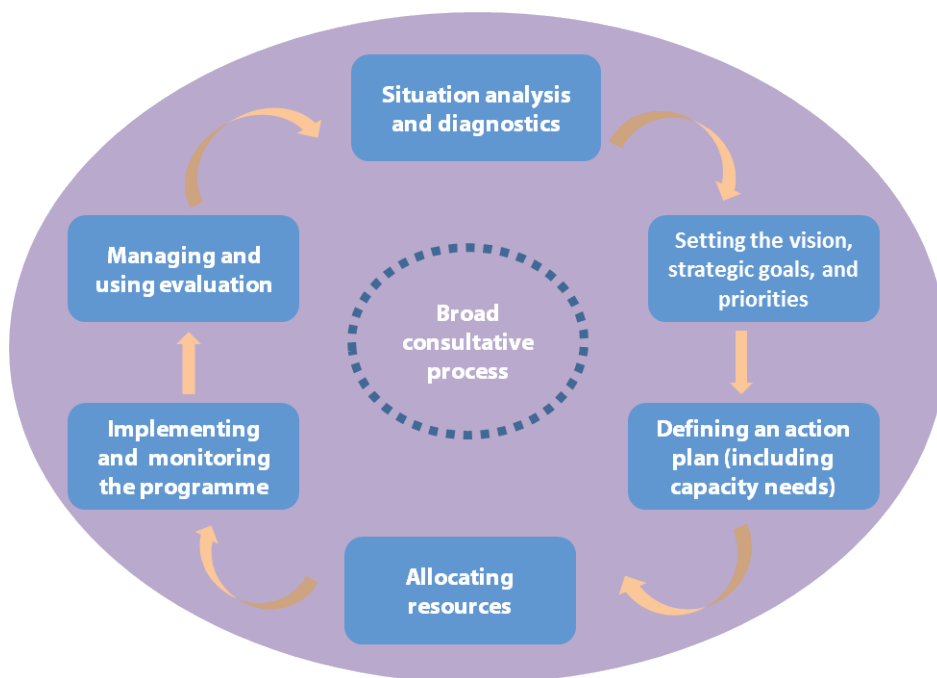 Situation analysis
and diagnostics
Setting the vision,
strategic goals, and
priorities
Defining an action
plan (including
capacity needs)
Allocating
resources
Implementing
and monitoring
the programme
Managing and
using evaluation
Broad
consultative
process